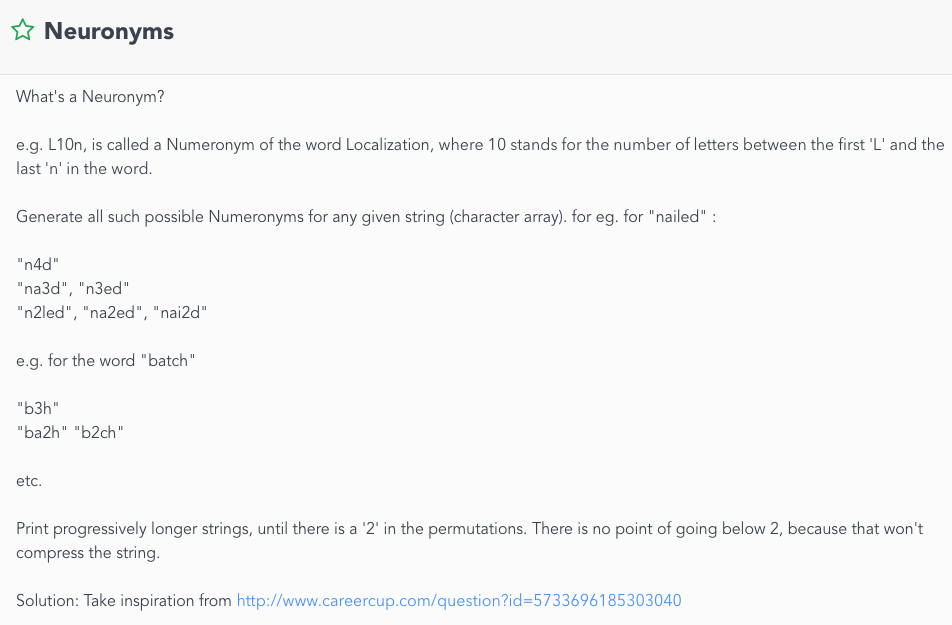 Neuronyms
What's a Neuronym?
e.g. L10n, is called a Numeronym of the word Localization, where 10 stands for the number of letters between the first 'L' and the
last 'n' in the word.
Generate all such possible Numeronyms for any given string (character array). for eg. for "nailed" :
"n4d"
"na3d", "n3ed"
"n2led", "na2ed", "nai2d"
e.g. for the word "batch"
"b3h"
"ba2h" "b2ch"
etc.
Print progressively longer strings, until there is a '2' in the permutations. There is no point of going below 2, because that won't
compress the string.
Solution: Take inspiration from http://www.careercup.com/question?id=5733696185303040